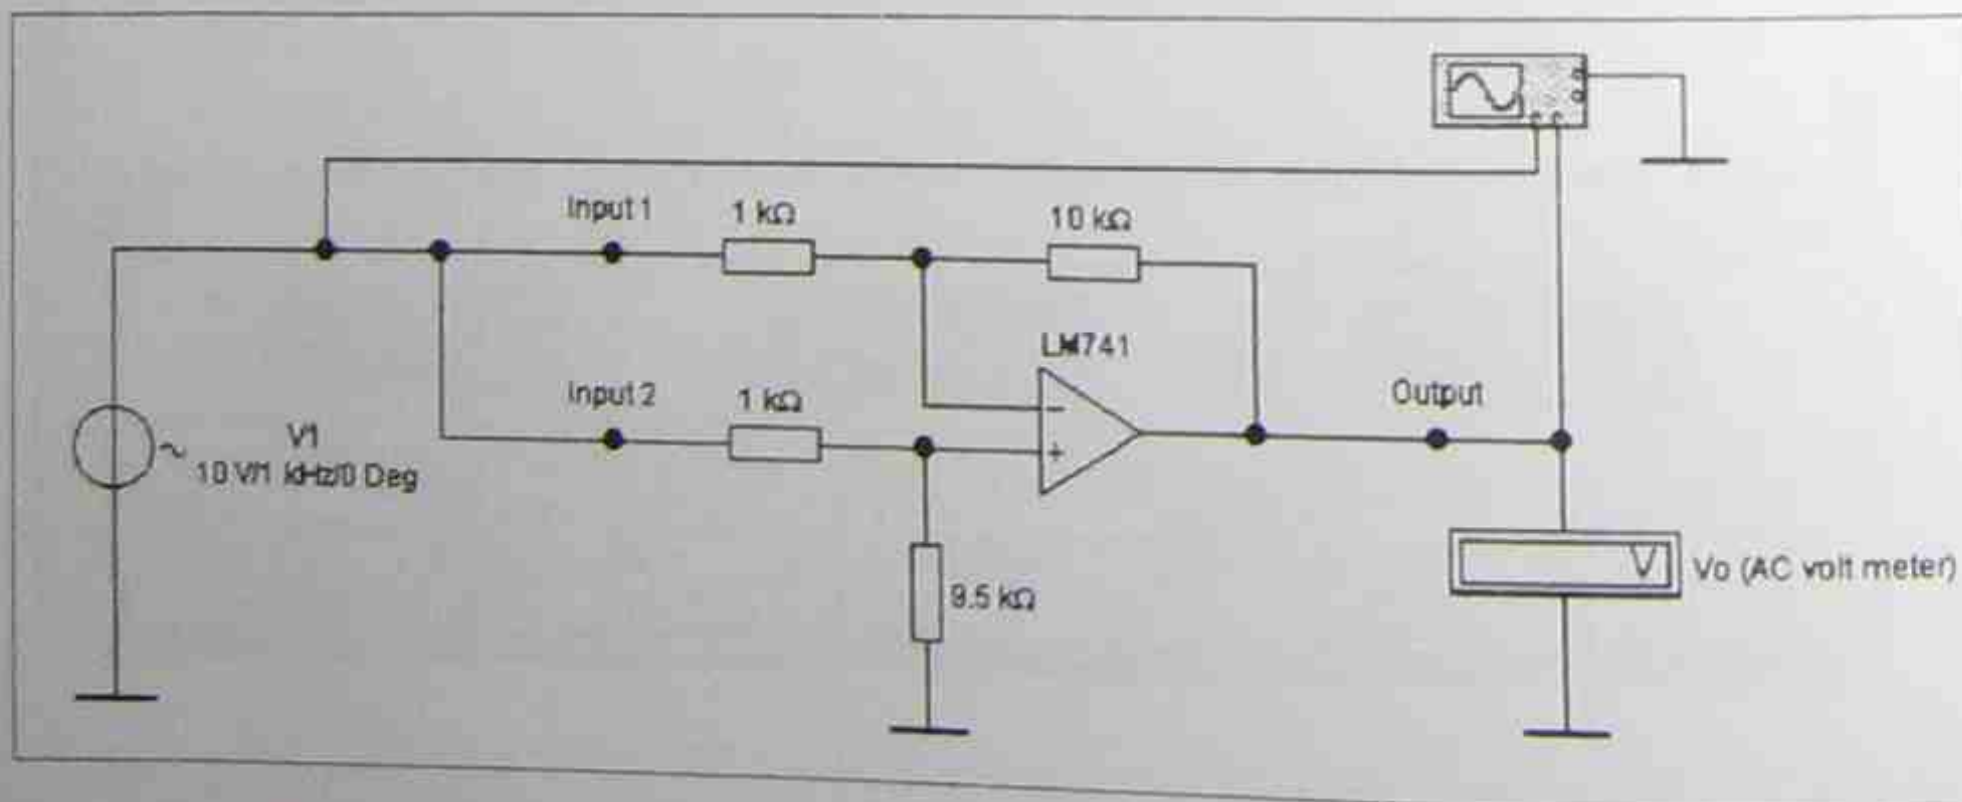 Input 1
1 kΩ
10 kΩ
LM741
Input 2
1 kΩ
Output
V1
10 V/1 kHz/0 Deg
9.5 kΩ
V
Vo (AC volt meter)